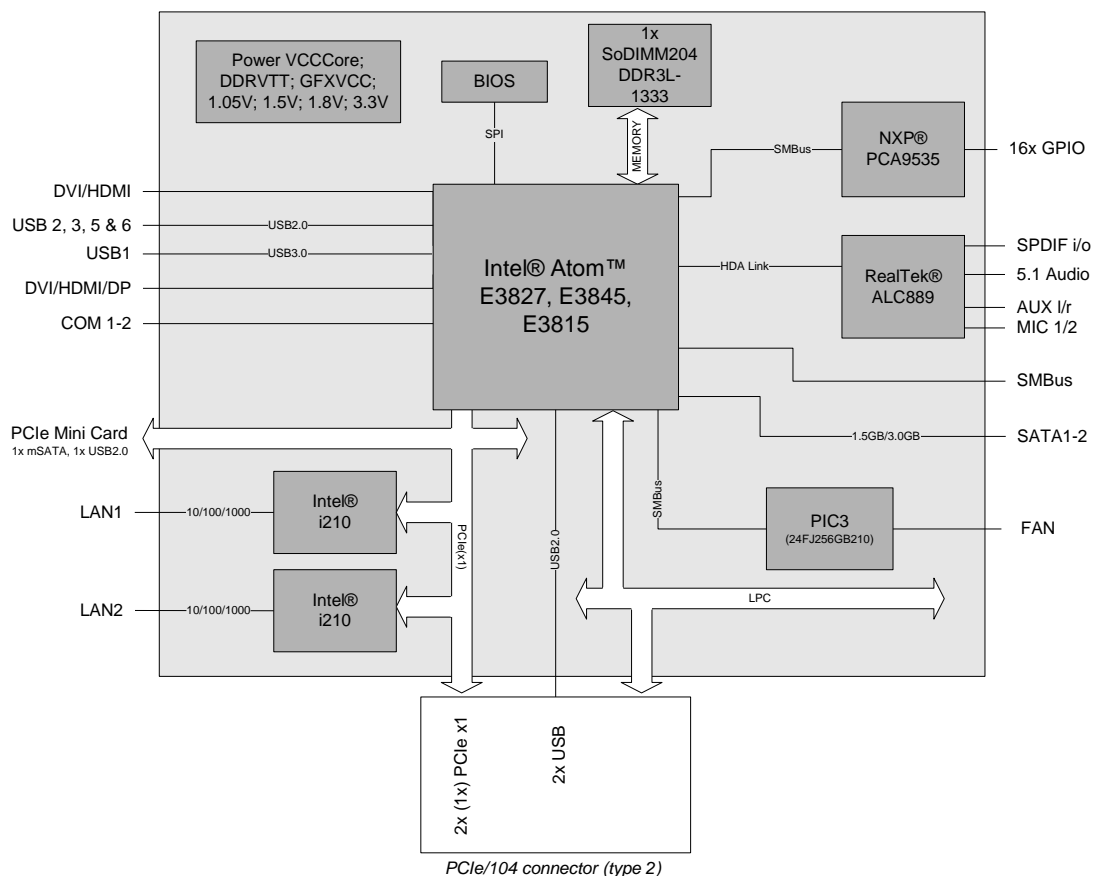 Power VCCCore;
DDRVTT; GFXVCC;
1.05V; 1.5V; 1.8V; 3.3V
BIOS
1x
SoDIMM204
DDR3L-
1333
SPI
MEMORY
SMBus
NXP®
PCA9535
16x GPIO
DVI/HDMI
USB 2, 3, 5 & 6
USB2.0
USB1
USB3.0
DVI/HDMI/DP
COM 1-2
Intel® Atom™
E3827, E3845,
E3815
HDA Link
RealTek®
ALC889
SPDIF i/o
5.1 Audio
AUX l/r
MIC 1/2
SMBus
1.5GB/3.0GB
SATA1-2
PCIe Mini Card
1x mSATA, 1x USB2.0
LAN1
10/100/1000
Intel®
i210
PCIe(x1)
USB2.0
SMBus
PIC3
(24FJ256GB210)
FAN
LAN2
10/100/1000
Intel®
i210
LPC
2x (1x) PCIe x1
2x USB
PCIe/104 connector (type 2)